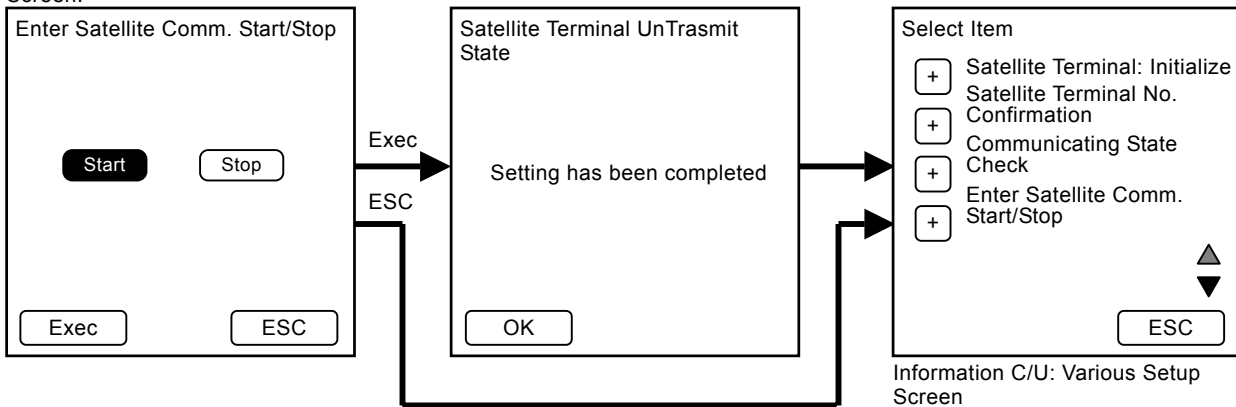 Screen.
Enter Satellite Comm. Start/Stop
Start
Stop
Exec
ESC
Exec
ESC
Satellite Terminal UnTrasmit
State
Setting has been completed
OK
Select Item
+ Satellite Terminal: Initialize
Satellite Terminal No.
+ Confirmation
Communicating State
+ Check
Enter Satellite Comm.
+ Start/Stop
ESC
Information C/U: Various Setup
Screen